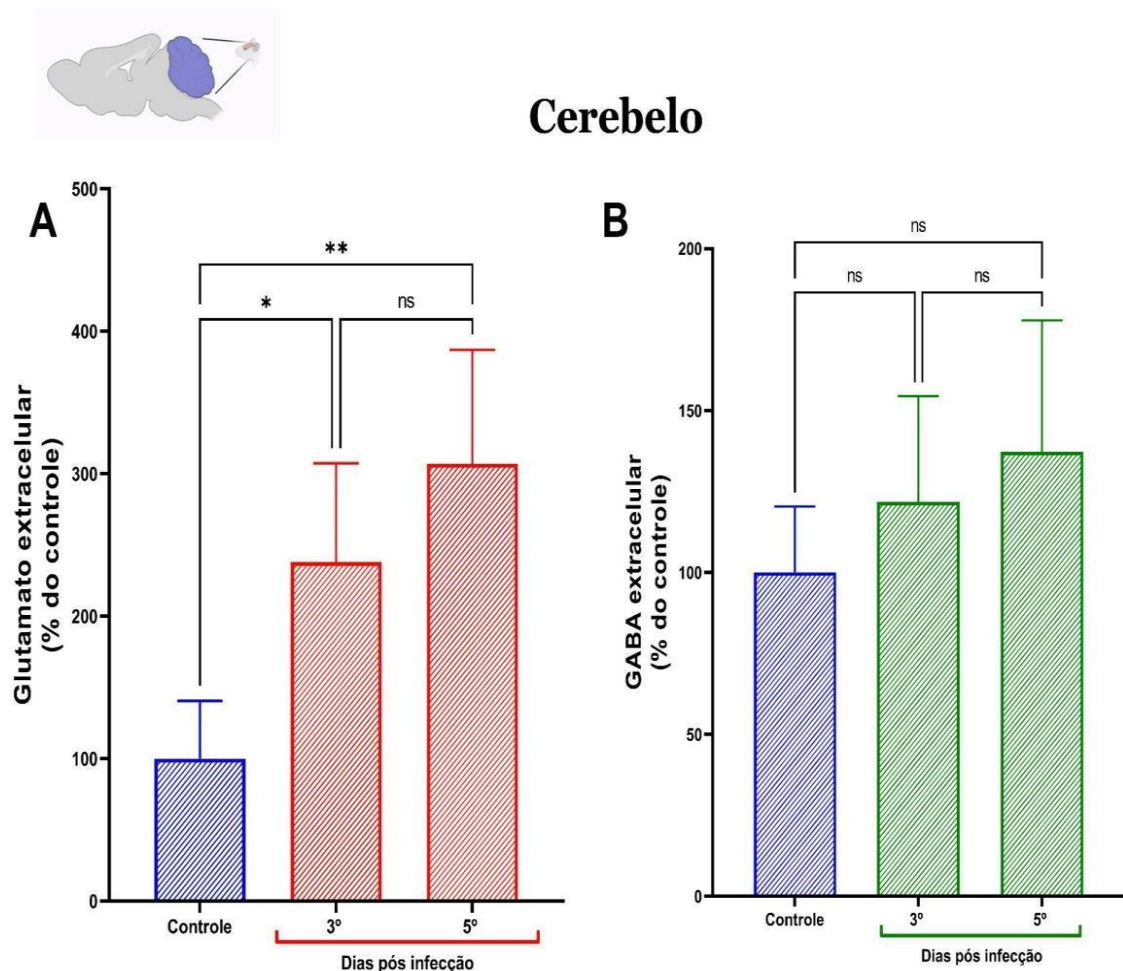 Cerebelo
A
Glutamato extracelular
(% do controle)
500
400
300
200
100
0
**
*
ns
Controle
3º
5º
Dias pós infecção
B
GABA extracelular
(% do controle)
200
150
100
50
0
ns
ns
ns
Controle
3º
5º
Dias pós infecção